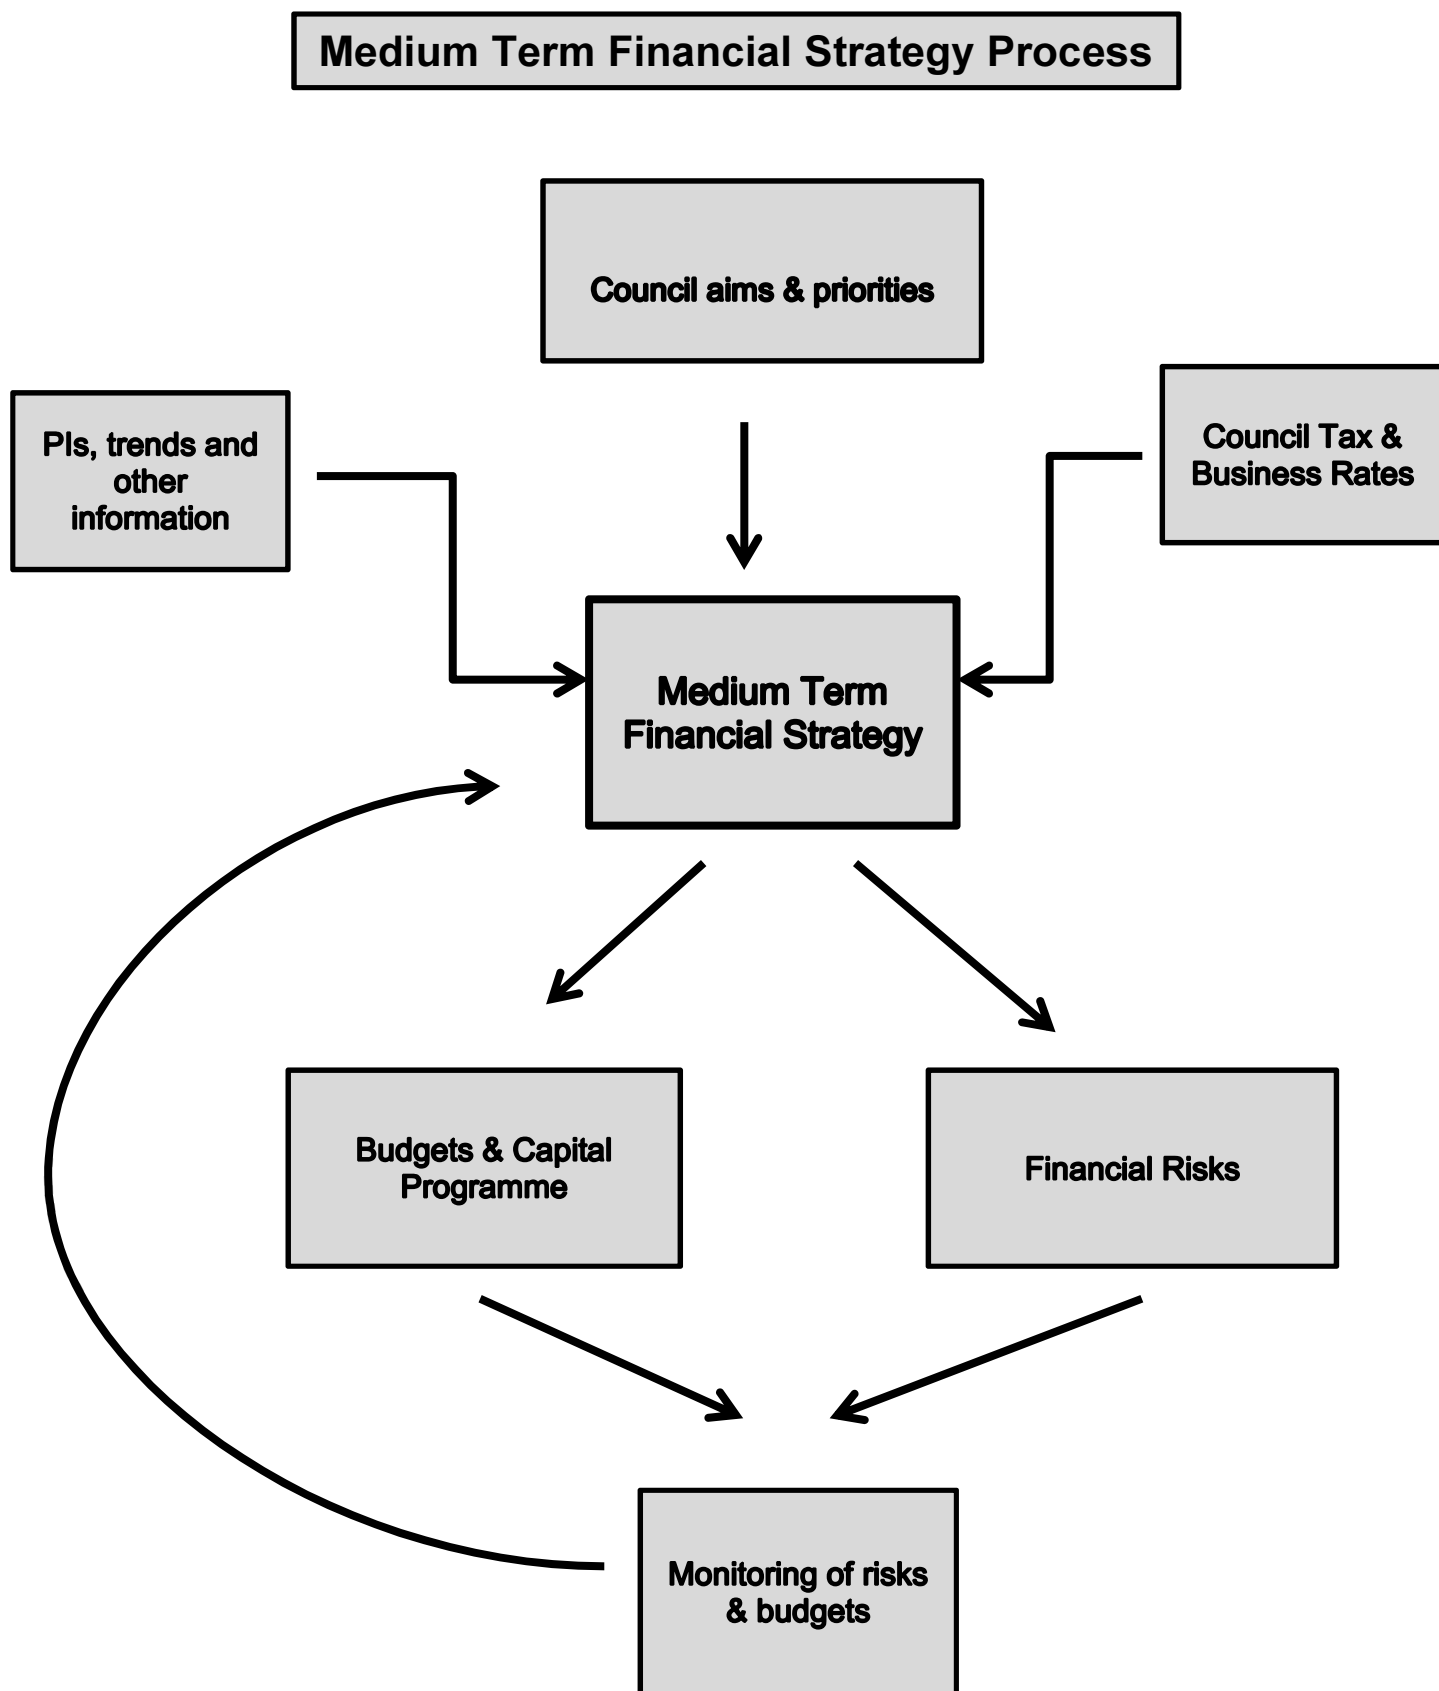 Medium Term Financial Strategy Process
Council aims & priorities
PIs, trends and
other
information
Council Tax &
Business Rates
Medium Term
Financial Strategy
Budgets & Capital
Programme
Financial Risks
Monitoring of risks
& budgets